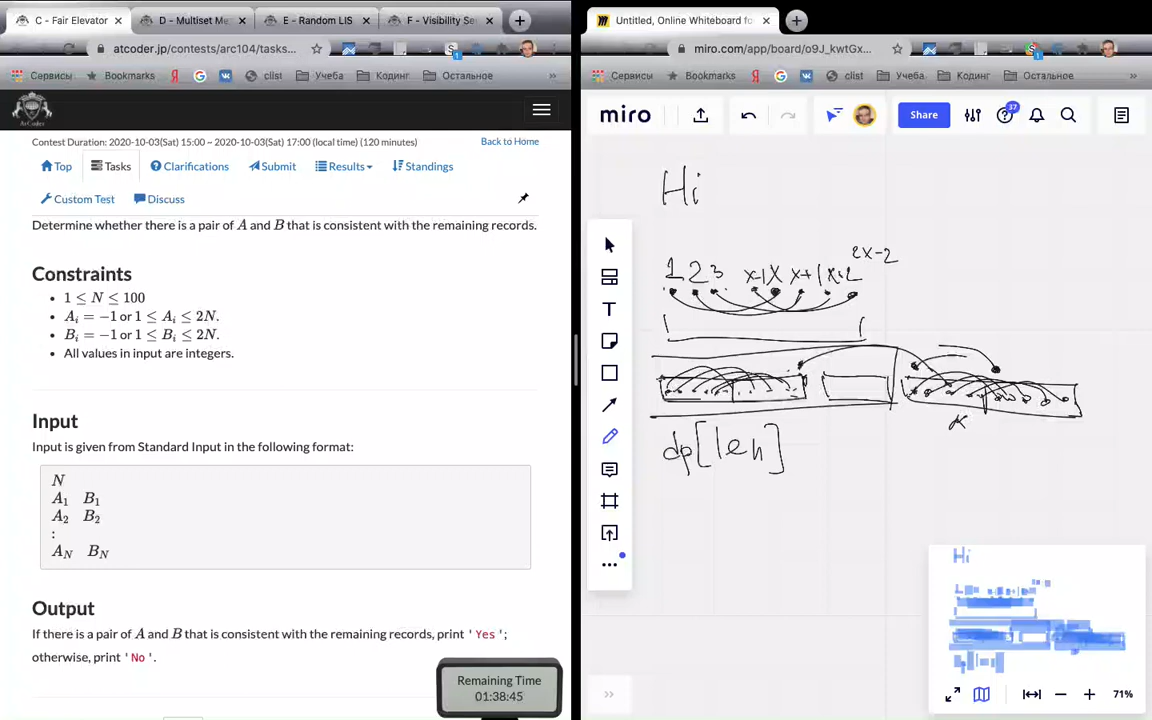 C - Fair Elevator
D - Multiset Me
E - Random LIS
F - Visibility Se
atcoder.jp/contests/arc104/tasks...
Сервисы
Bookmarks
clist
Учеба
Кодинг
Остальное
AtCoder
Contest Duration: 2020-10-03(Sat) 15:00 ~ 2020-10-03(Sat) 17:00 (local time) (120 minutes)
Back to Home
Top
Tasks
Clarifications
Submit
Results
Standings
Custom Test
Discuss
Determine whether there is a pair of A and B that is consistent with the remaining records.
Constraints
1 ≤ N ≤ 100
A_i = −1 or 1 ≤ A_i ≤ 2N.
B_i = −1 or 1 ≤ B_i ≤ 2N.
All values in input are integers.
Input
Input is given from Standard Input in the following format:
N
A_1 B_1
A_2 B_2
:
A_N B_N
Output
If there is a pair of A and B that is consistent with the remaining records, print 'Yes';
otherwise, print 'No'.
Remaining Time
01:38:45
Untitled, Online Whiteboard fo
miro.com/app/board/o9J_kwtGx...
Сервисы
Bookmarks
clist
Учеба
Кодинг
Остальное
miro
Share
37
Hi
2x-2
1 2 3 x-1 x x+1
x
dp[len]
Hi
71%